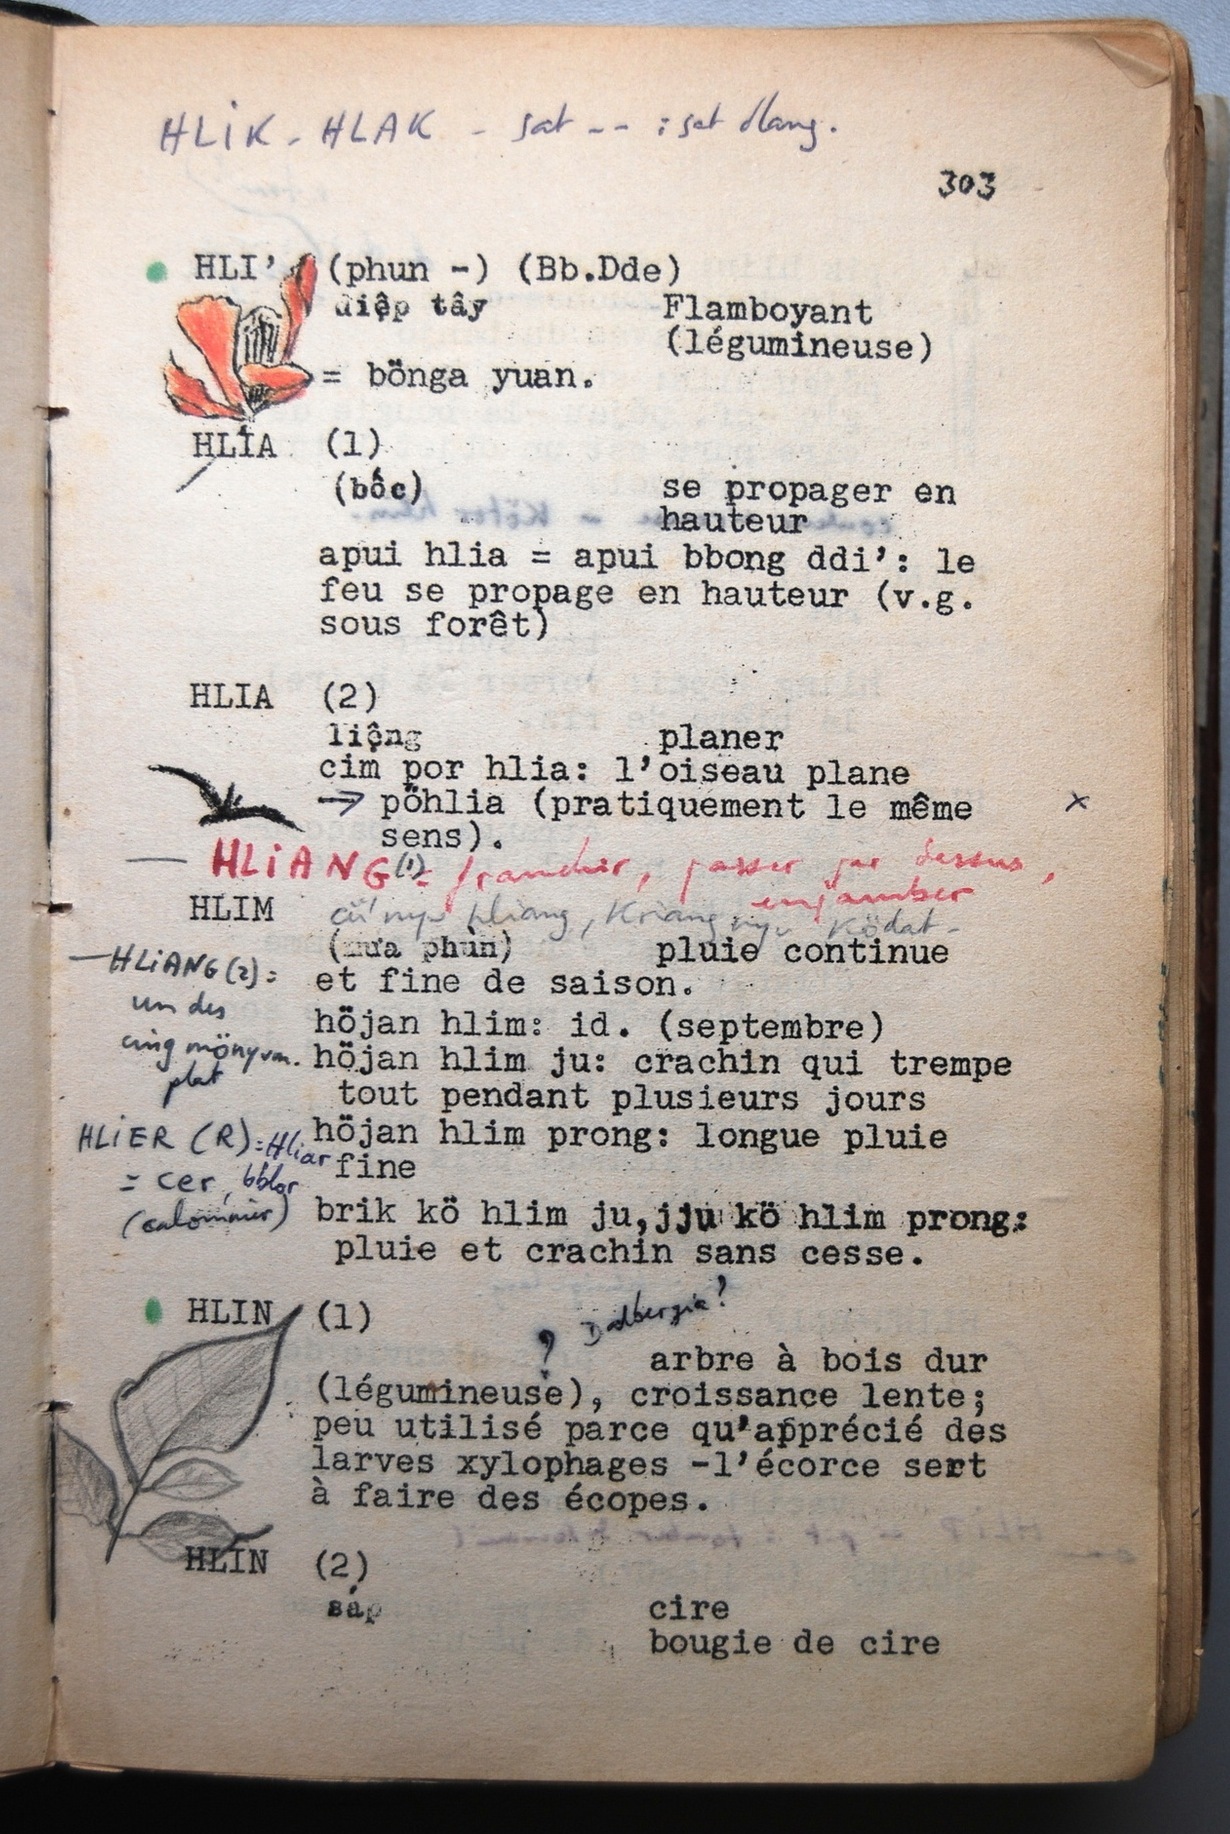 HLIK - HLAK - sat -- : sat dlang.
303
HLI' (phun -) (Bb.Dde)
điệp tây Flamboyant
(légumineuse)
= bönga yuan.
HLIA (1)
(bốc) se propager en
hauteur
apui hlia = apui bbong ddi': le
feu se propage en hauteur (v.g.
sous forêt)
HLIA (2)
liệng planer
cim por hlia: l'oiseau plane
→ pöhlia (pratiquement le même
sens). x
— HLIANG (1) = franchir, passer par dessus,
enjamber
HLIM
hliang, Kriang ködat-
(mưa phùn) pluie continue
et fine de saison.
— HLIANG (2) =
un des
cing mönyum.
plat
höjan hlim: id. (septembre)
höjan hlim ju: crachin qui trempe
tout pendant plusieurs jours
HLIER (R) = Hliar
= cer, bblor
(calomnier)
höjan hlim prong: longue pluie
fine
brik kö hlim ju, jju kö hlim prong:
pluie et crachin sans cesse.
HLIN (1)
? Dalbergia?
arbre à bois dur
(légumineuse), croissance lente;
peu utilisé parce qu'apprécié des
larves xylophages -l'écorce sert
à faire des écopes.
HLIN (2)
sáp cire
bougie de cire